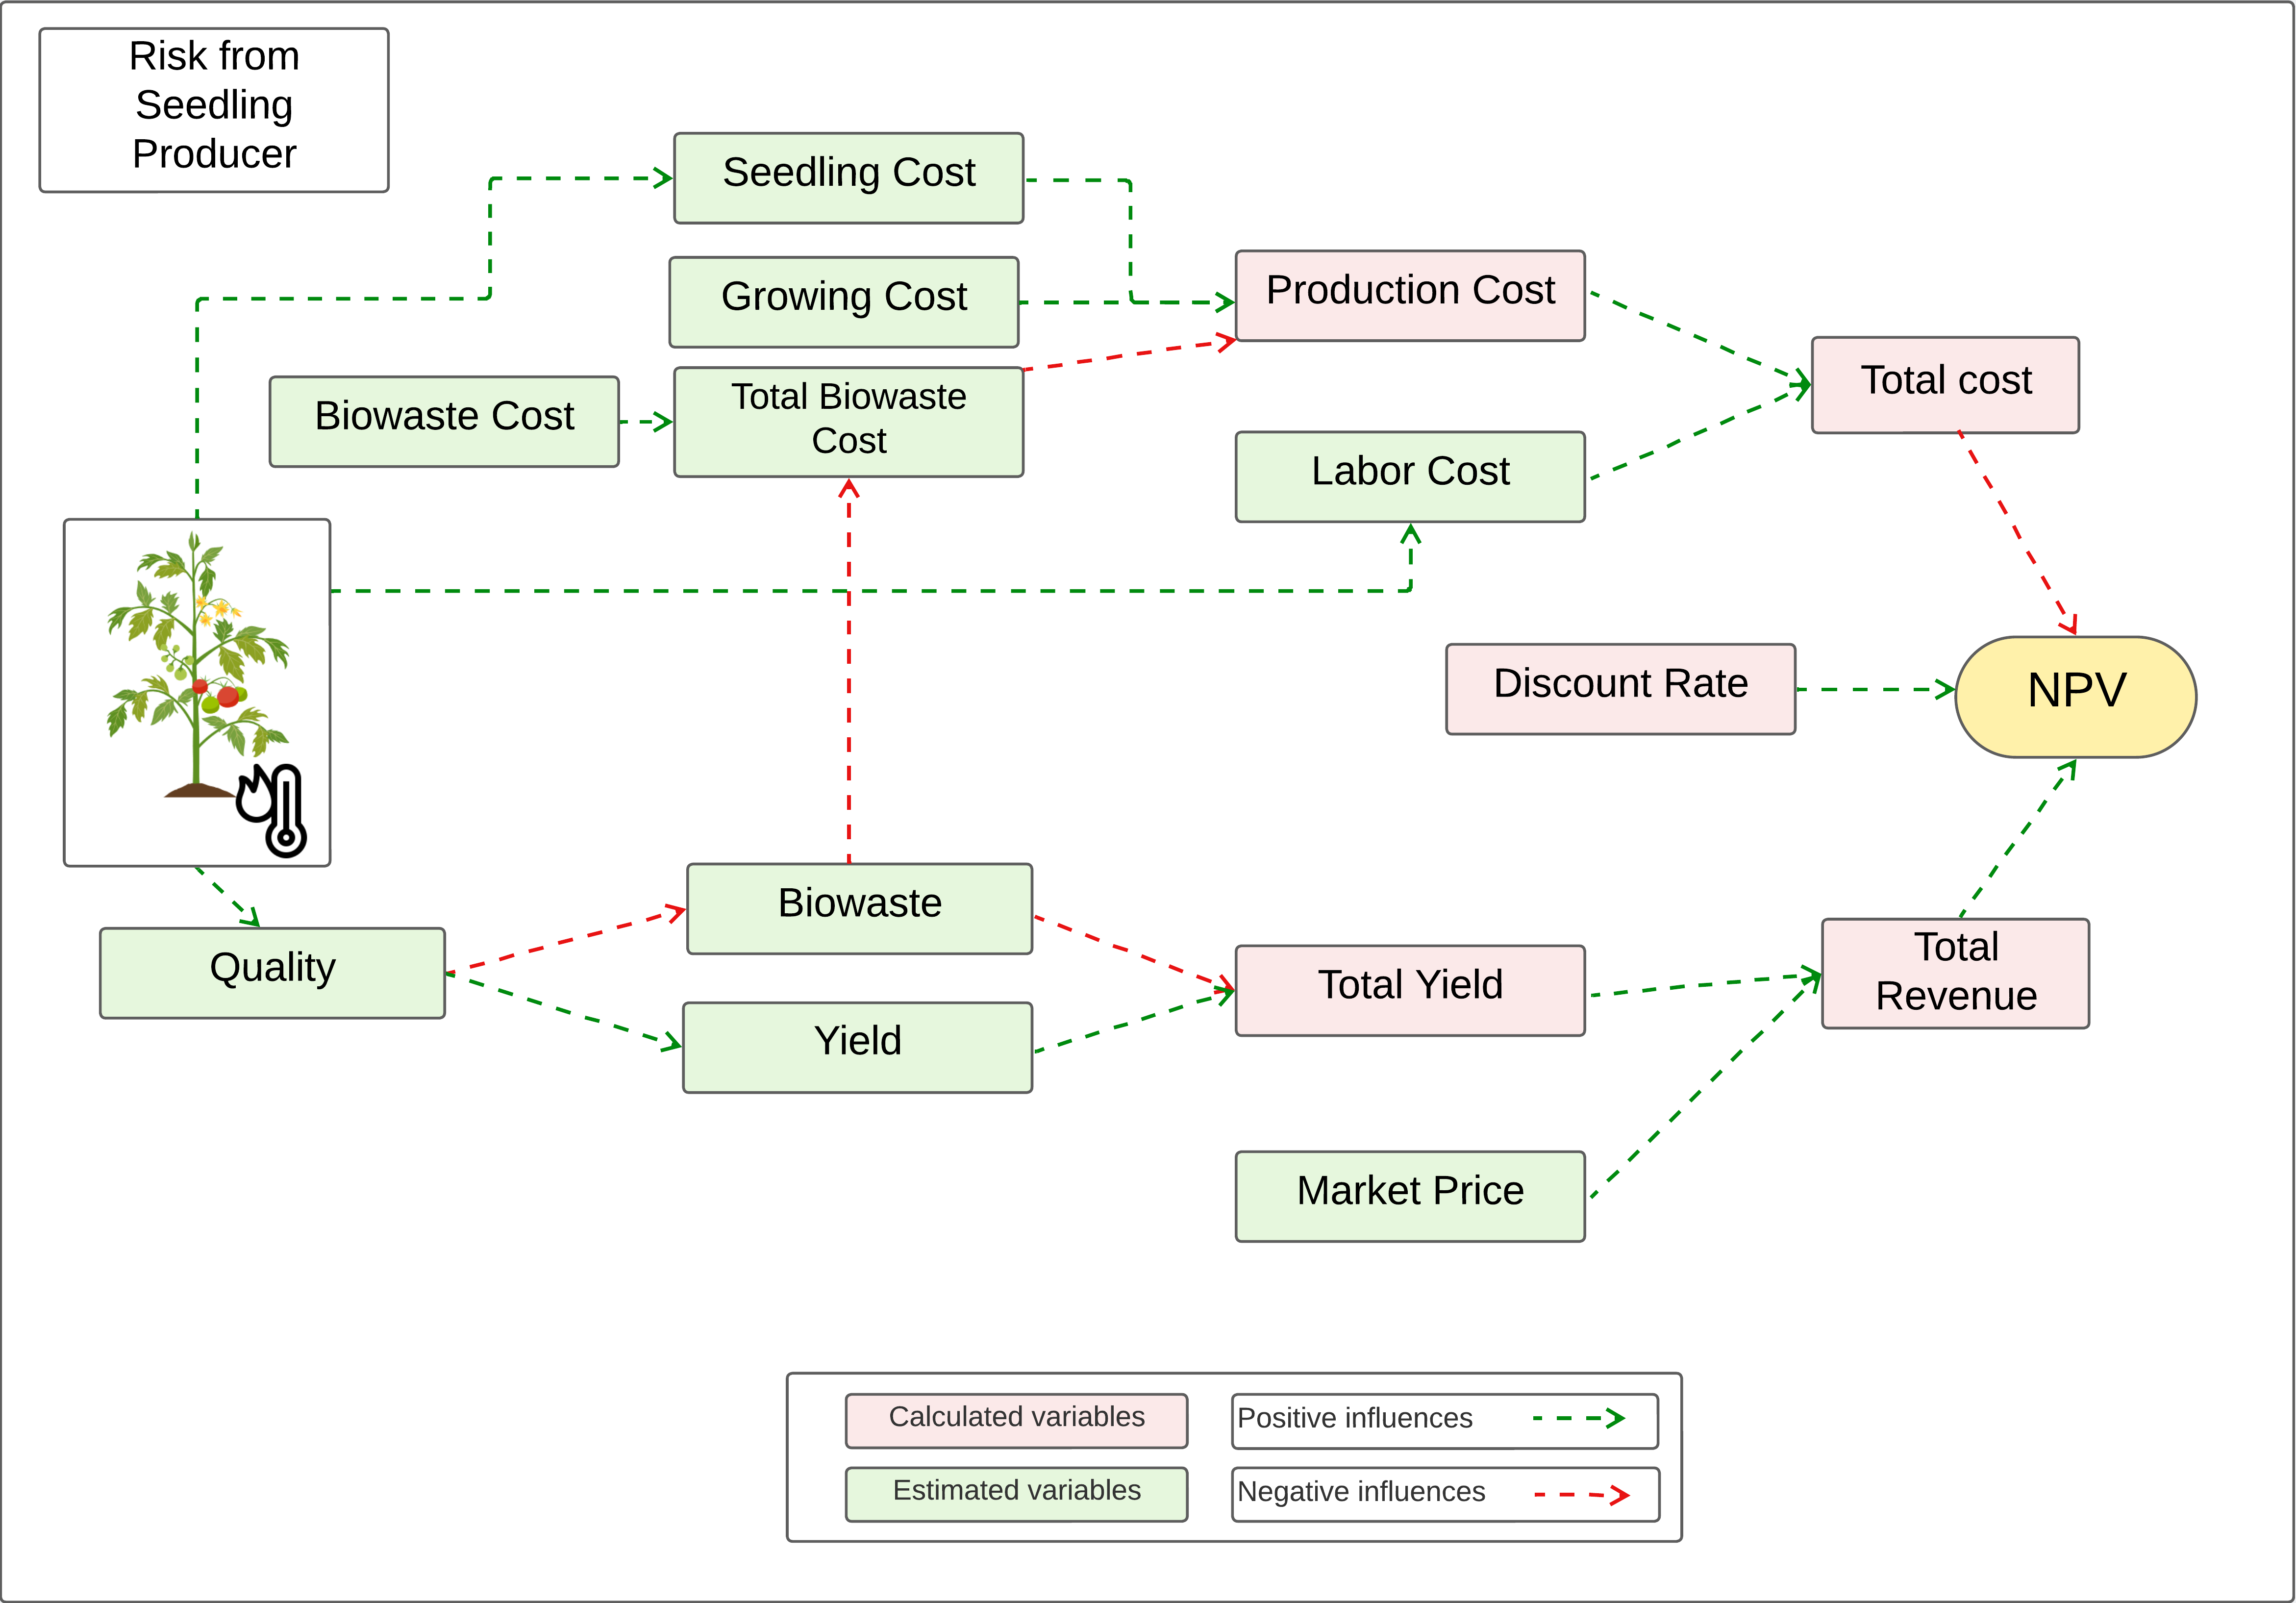 Risk from
Seedling
Producer
Seedling Cost
Growing Cost
Production Cost
Biowaste Cost
Total Biowaste
Cost
Total cost
Labor Cost
Discount Rate
NPV
Biowaste
Quality
Total Yield
Total
Revenue
Yield
Market Price
Calculated variables
Positive influences
Estimated variables
Negative influences